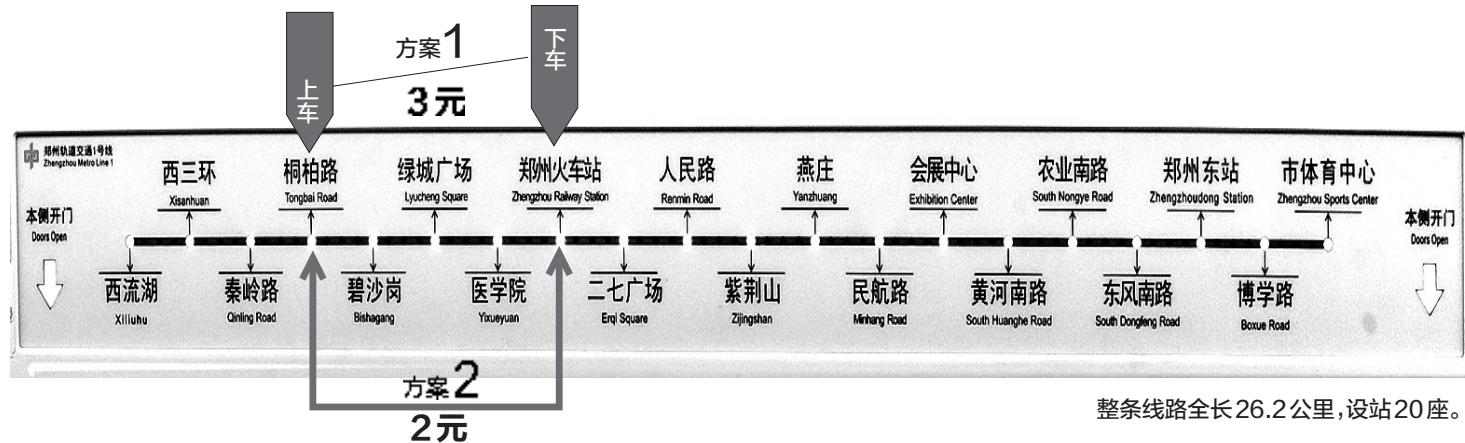 方案1
3元
上车
下车
郑州轨道交通1号线
Zhengzhou Metro Line 1
本侧开门
Doors Open
西三环
Xisanhuan
桐柏路
Tongbai Road
绿城广场
Lyucheng Square
郑州火车站
Zhengzhou Railway Station
人民路
Renmin Road
燕庄
Yanzhuang
会展中心
Exhibition Center
农业南路
South Nongye Road
郑州东站
Zhengzhoudong Station
市体育中心
Zhengzhou Sports Center
本侧开门
Doors Open
西流湖
Xiliuhu
秦岭路
Qinling Road
碧沙岗
Bishagang
医学院
Yixueyuan
二七广场
Erqi Square
紫荆山
Zijingshan
民航路
Minhang Road
黄河南路
South Huanghe Road
东风南路
South Dongfeng Road
博学路
Boxue Road
方案2
2元
整条线路全长26.2公里，设站20座。